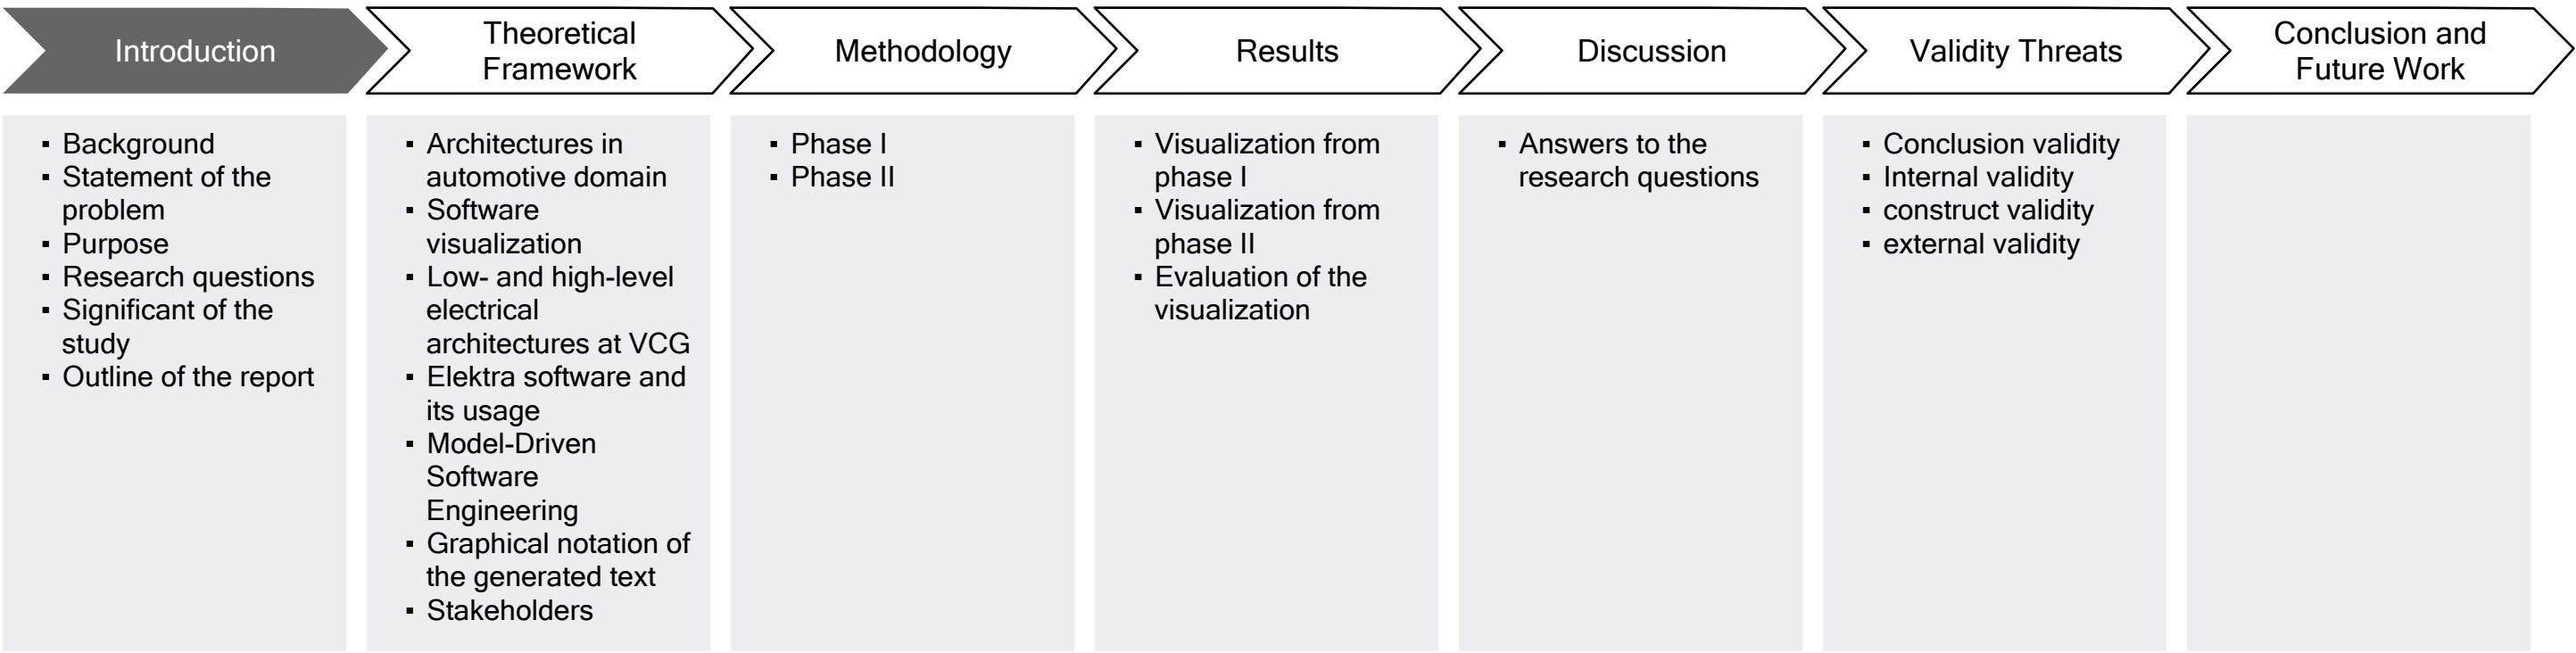 Introduction
Theoretical
Framework
Methodology
Results
Discussion
Validity Threats
Conclusion and
Future Work
▪ Background
▪ Statement of the
problem
▪ Purpose
▪ Research questions
▪ Significant of the
study
▪ Outline of the report
▪ Architectures in
automotive domain
▪ Software
visualization
▪ Low- and high-level
electrical
architectures at VCG
▪ Elektra software and
its usage
▪ Model-Driven
Software
Engineering
▪ Graphical notation of
the generated text
▪ Stakeholders
▪ Phase I
▪ Phase II
▪ Visualization from
phase I
▪ Visualization from
phase II
▪ Evaluation of the
visualization
▪ Answers to the
research questions
▪ Conclusion validity
▪ Internal validity
▪ construct validity
▪ external validity